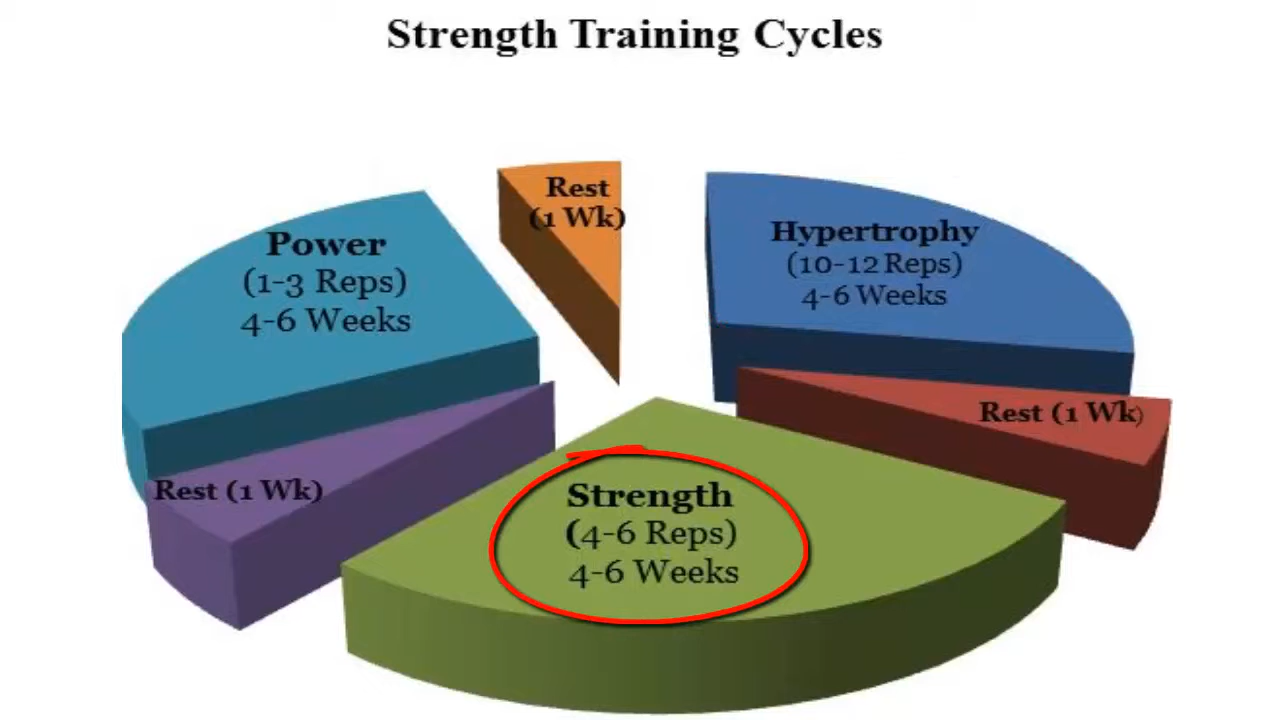 Strength Training Cycles
Rest
(1 Wk)
Hypertrophy
(10-12 Reps)
4-6 Weeks
Power
(1-3 Reps)
4-6 Weeks
Rest (1 Wk)
Rest (1 Wk)
Strength
(4-6 Reps)
4-6 Weeks